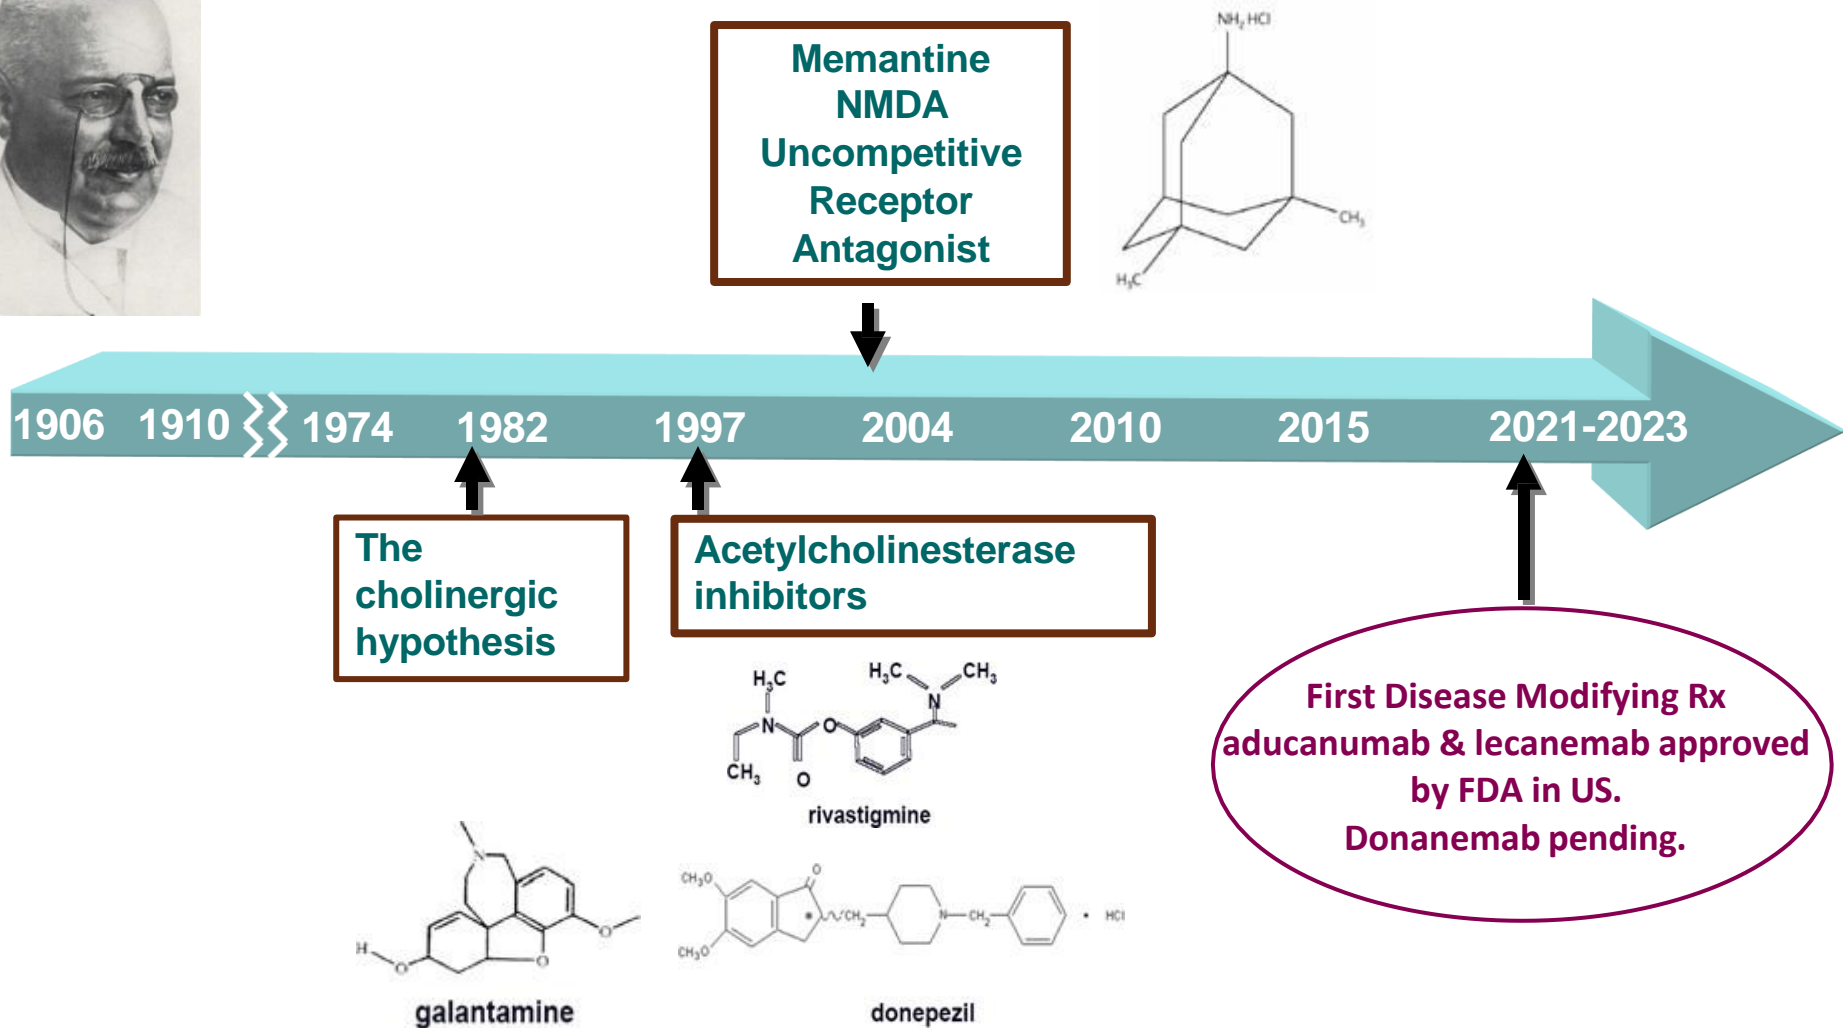 Memantine
NMDA
Uncompetitive
Receptor
Antagonist
NH₂ HCl
CH₃
H₃C
1906 1910 1974 1982 1997 2004 2010 2015 2021-2023
The
cholinergic
hypothesis
Acetylcholinesterase
inhibitors
H₃C
N
CH₃
O
O
H₃C
CH₃
N
rivastigmine
First Disease Modifying Rx
aducanumab & lecanemab approved
by FDA in US.
Donanemab pending.
N
H
O
O
O
galantamine
CH₃O
CH₃O
O
*
CH₂
N
CH₂
• HCl
donepezil